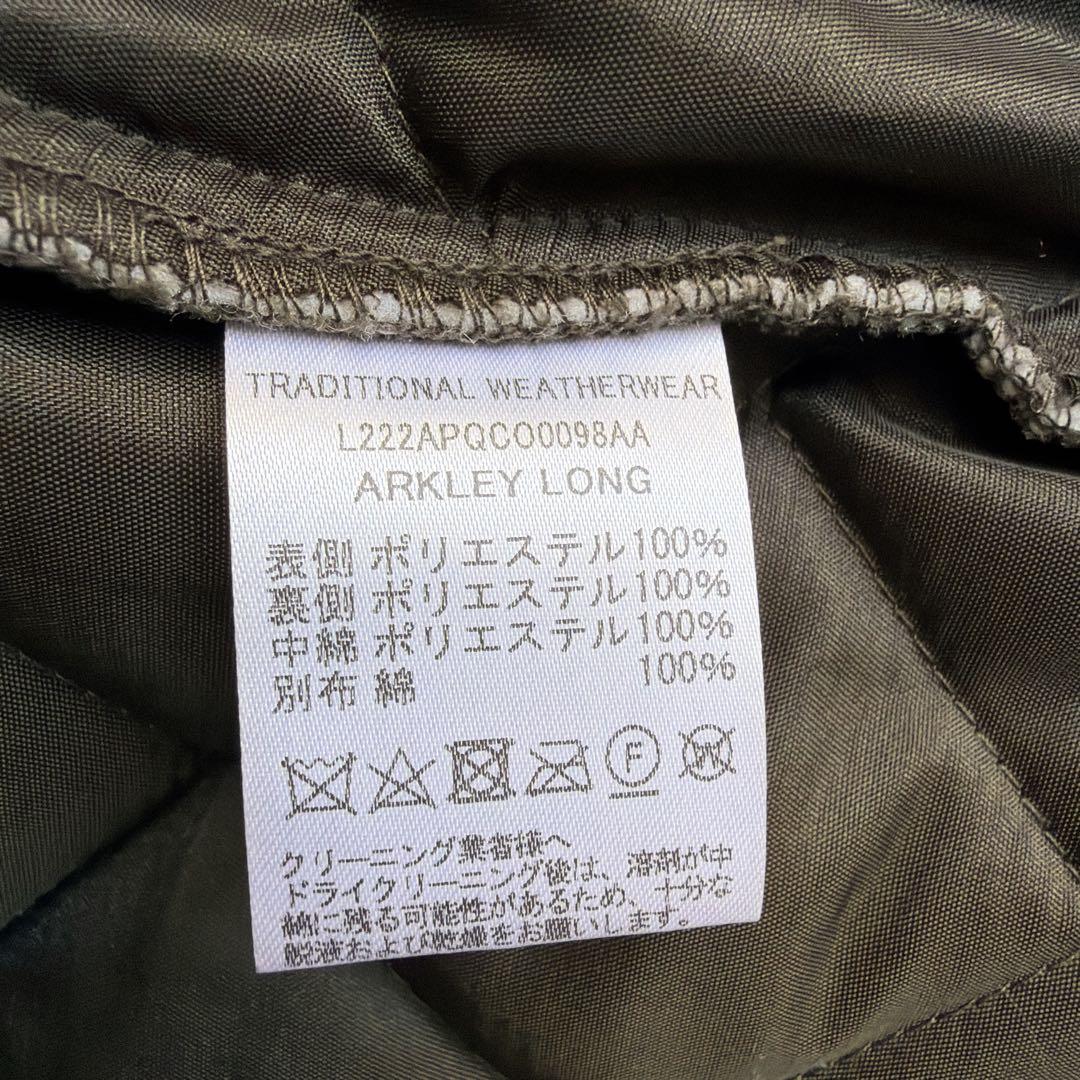 TRADITIONAL WEATHERWEAR
L222APQCO0098AA
ARKLEY LONG
表側 ポリエステル100%
裏側 ポリエステル100%
中綿 ポリエステル100%
別布 綿 100%
F W
クリーニング業者様へ
ドライクリーニング後は、溶剤が中
綿に残る可能性があるため、十分な
脱液および乾燥をお願いします。